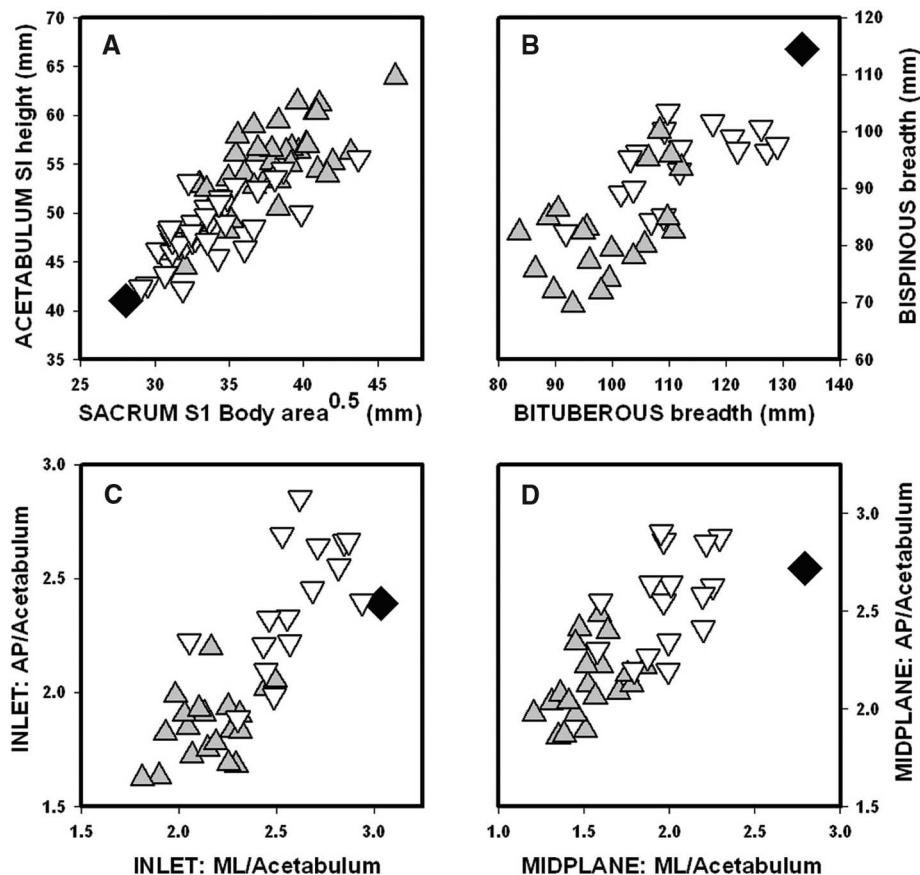 A
ACETABULUM SI height (mm)
70
65
60
55
50
45
40
35
25 30 35 40 45
SACRUM S1 Body area0.5 (mm)
B
120
110
100
90
80
70
60
BISPINOUS breadth (mm)
80 90 100 110 120 130 140
BITUBEROUS breadth (mm)
C
INLET: AP/Acetabulum
3.0
2.5
2.0
1.5
1.5 2.0 2.5 3.0
INLET: ML/Acetabulum
D
3.0
2.5
2.0
1.5
MIDPLANE: AP/Acetabulum
1.0 1.5 2.0 2.5 3.0
MIDPLANE: ML/Acetabulum